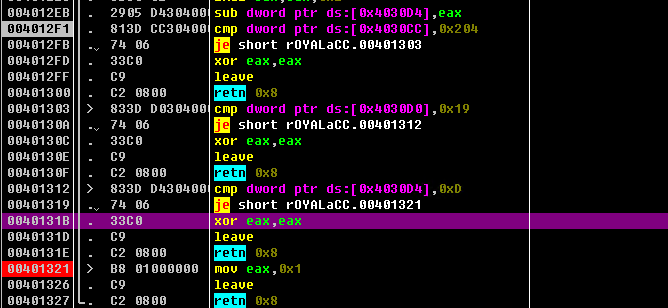 004012EB . 2905 D4304000 sub dword ptr ds:[0x4030D4],eax
004012F1 . 813D CC304000 cmp dword ptr ds:[0x4030CC],0x204
004012FB .⌄ 74 06 je short rOYALaCC.00401303
004012FD . 33C0 xor eax,eax
004012FF . C9 leave
00401300 . C2 0800 retn 0x8
00401303 > 833D D0304000 cmp dword ptr ds:[0x4030D0],0x19
0040130A .⌄ 74 06 je short rOYALaCC.00401312
0040130C . 33C0 xor eax,eax
0040130E . C9 leave
0040130F . C2 0800 retn 0x8
00401312 > 833D D4304000 cmp dword ptr ds:[0x4030D4],0xD
00401319 .⌄ 74 06 je short rOYALaCC.00401321
0040131B . 33C0 xor eax,eax
0040131D . C9 leave
0040131E . C2 0800 retn 0x8
00401321 > B8 01000000 mov eax,0x1
00401326 . C9 leave
00401327 . C2 0800 retn 0x8